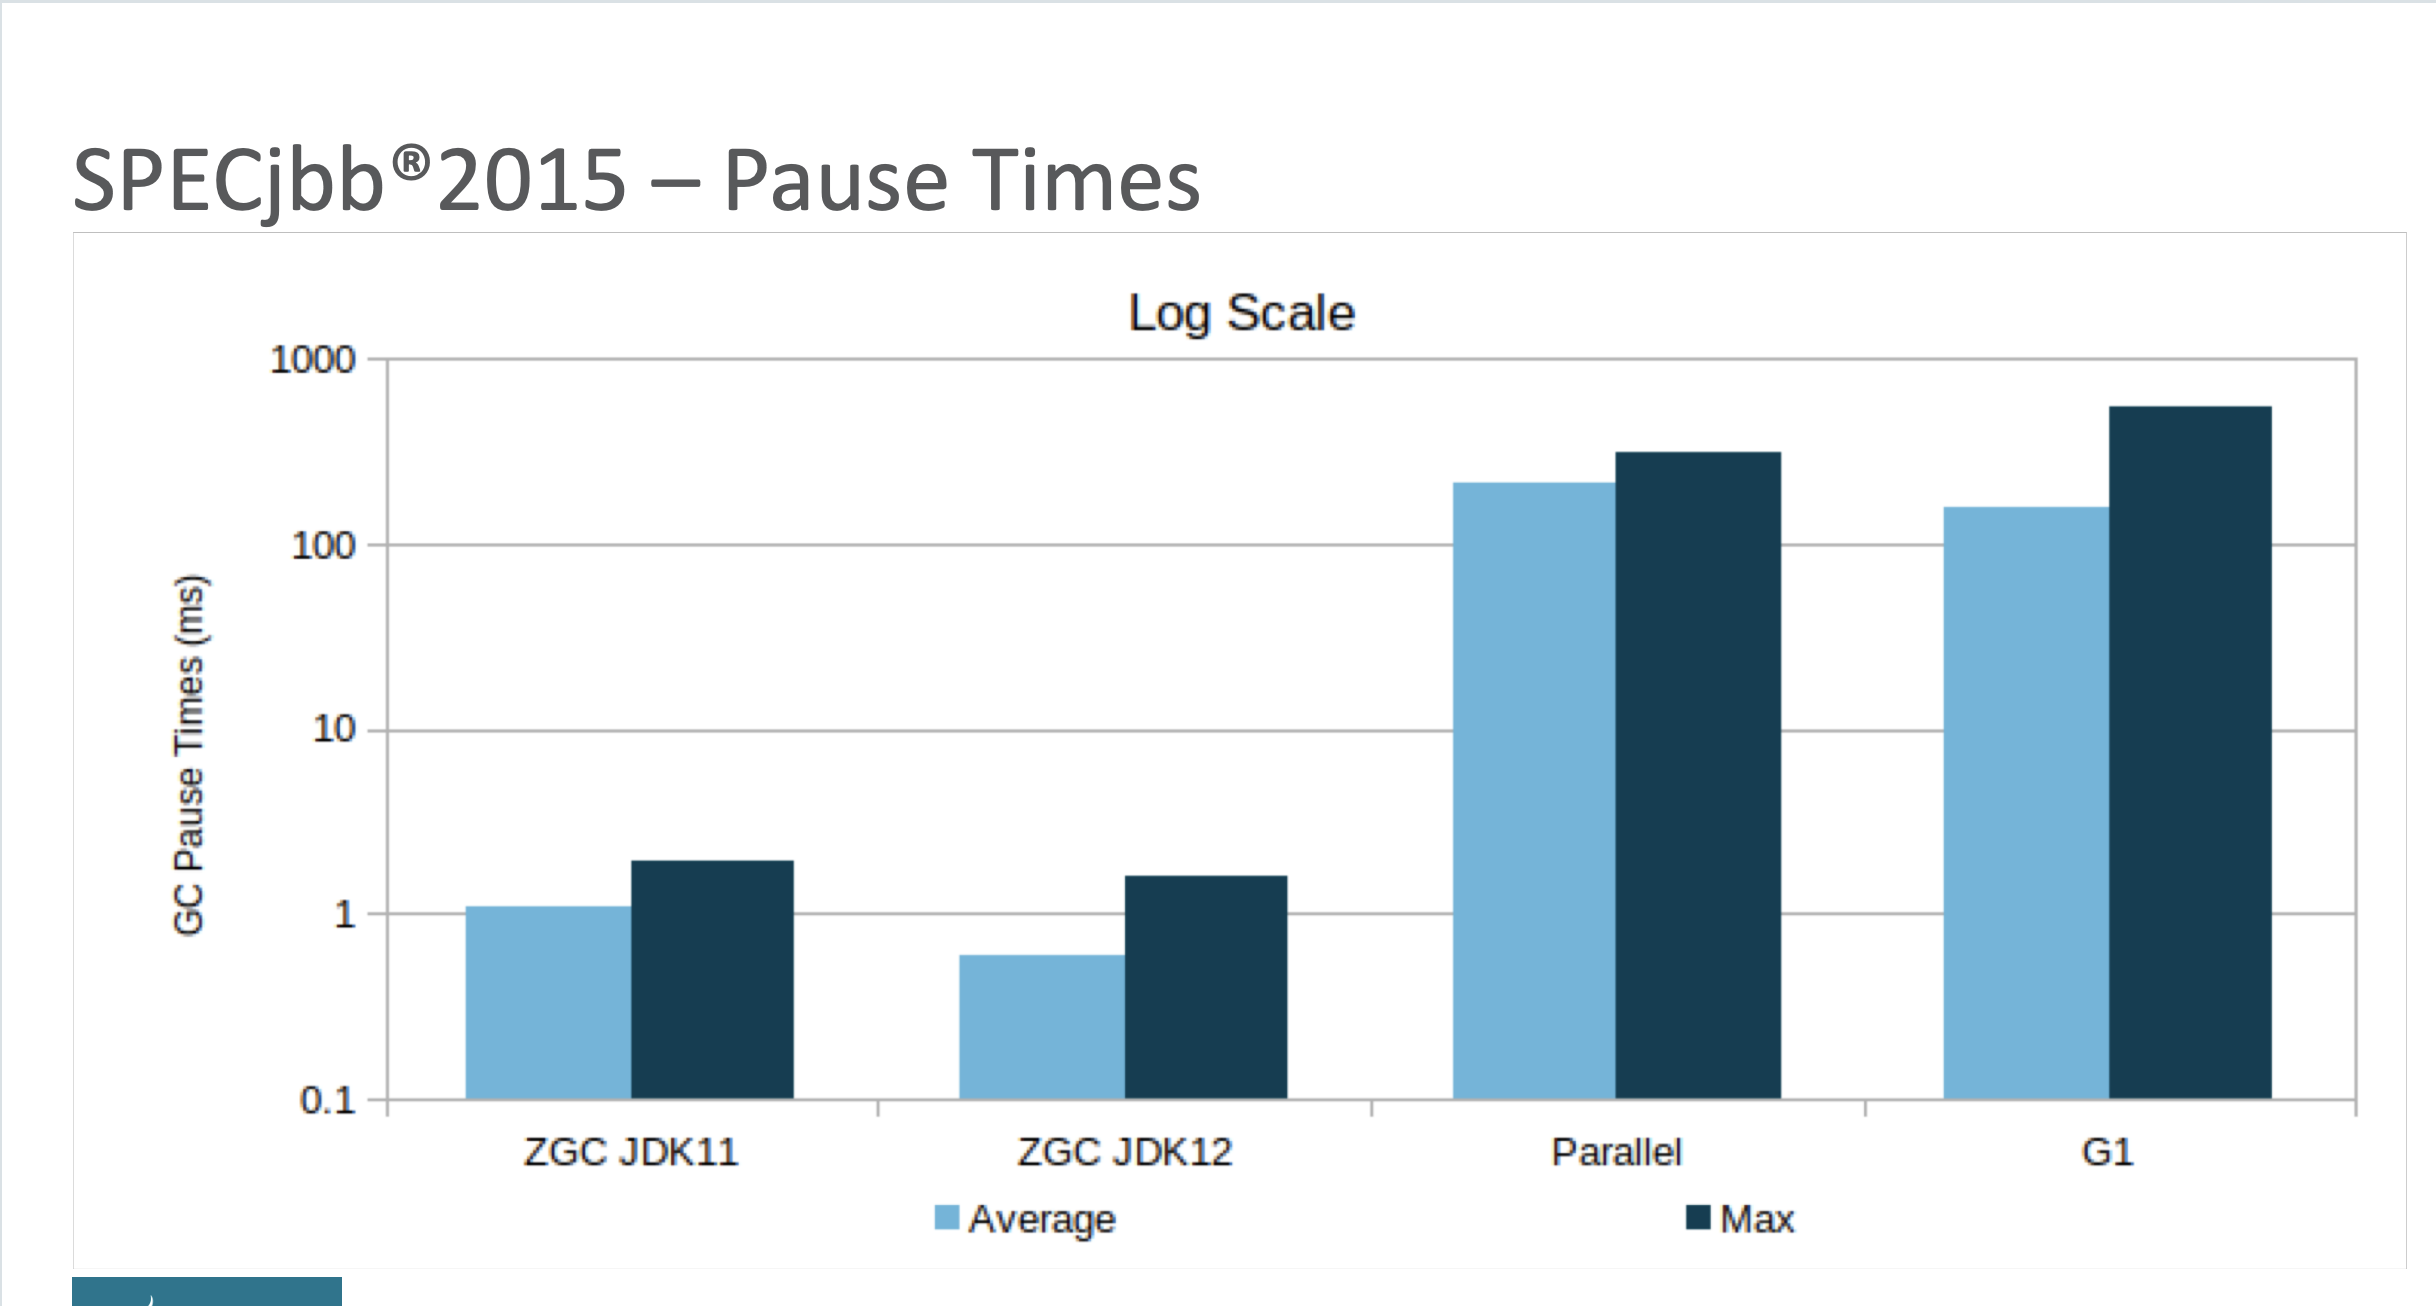 SPECjbb®2015 – Pause Times
Log Scale
1000
100
10
1
0.1
GC Pause Times (ms)
ZGC JDK11
ZGC JDK12
Parallel
G1
Average
Max